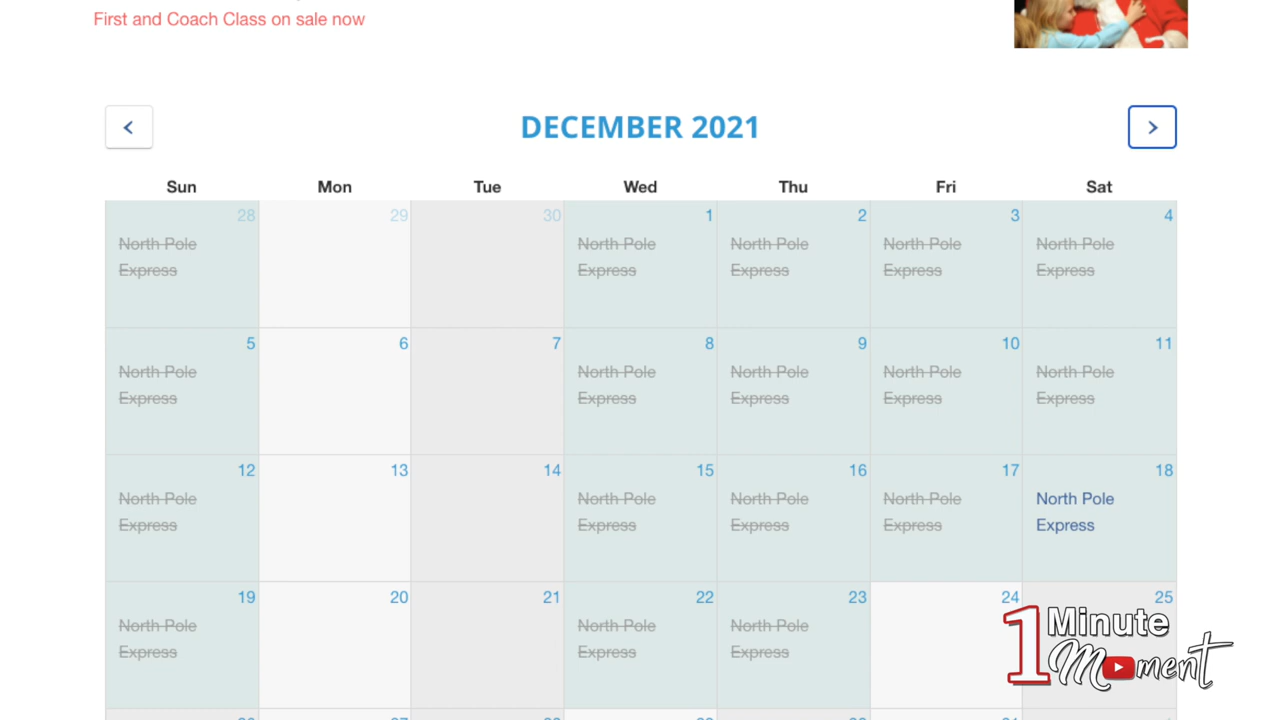 First and Coach Class on sale now
DECEMBER 2021
Sun Mon Tue Wed Thu Fri Sat
28 29 30 1 2 3 4
North Pole North Pole North Pole North Pole North Pole
Express Express Express Express Express
5 6 7 8 9 10 11
North Pole North Pole North Pole North Pole North Pole
Express Express Express Express Express
12 13 14 15 16 17 18
North Pole North Pole North Pole North Pole North Pole
Express Express Express Express Express
19 20 21 22 23 24 25
North Pole North Pole North Pole
Express Express Express
1 Minute
Moment